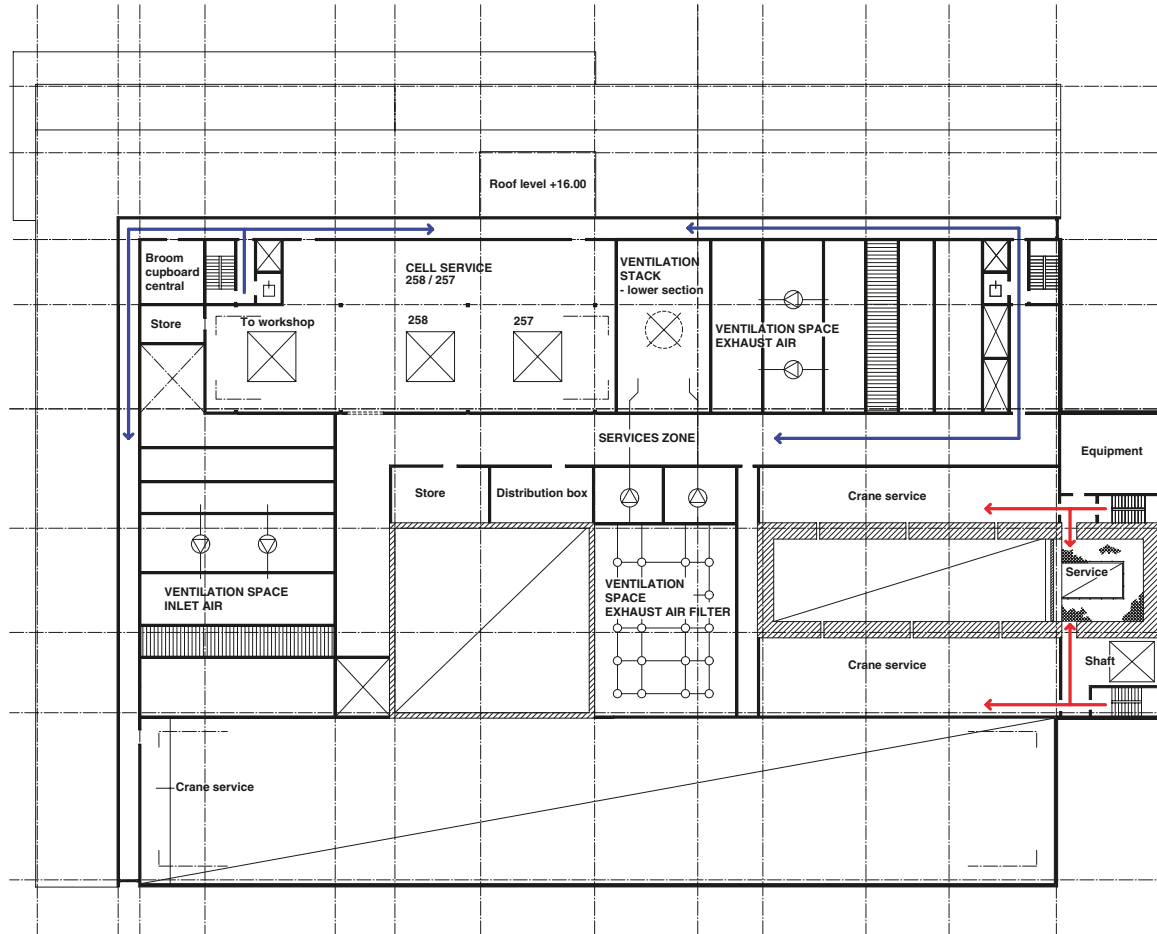 Roof level +16.00
Broom
cupboard
central
CELL SERVICE
258 / 257
VENTILATION
STACK
- lower section
Store
To workshop
258
257
VENTILATION SPACE
EXHAUST AIR
SERVICES ZONE
Equipment
Store
Distribution box
Crane service
Service
VENTILATION SPACE
INLET AIR
VENTILATION
SPACE
EXHAUST AIR FILTER
Crane service
Shaft
Crane service